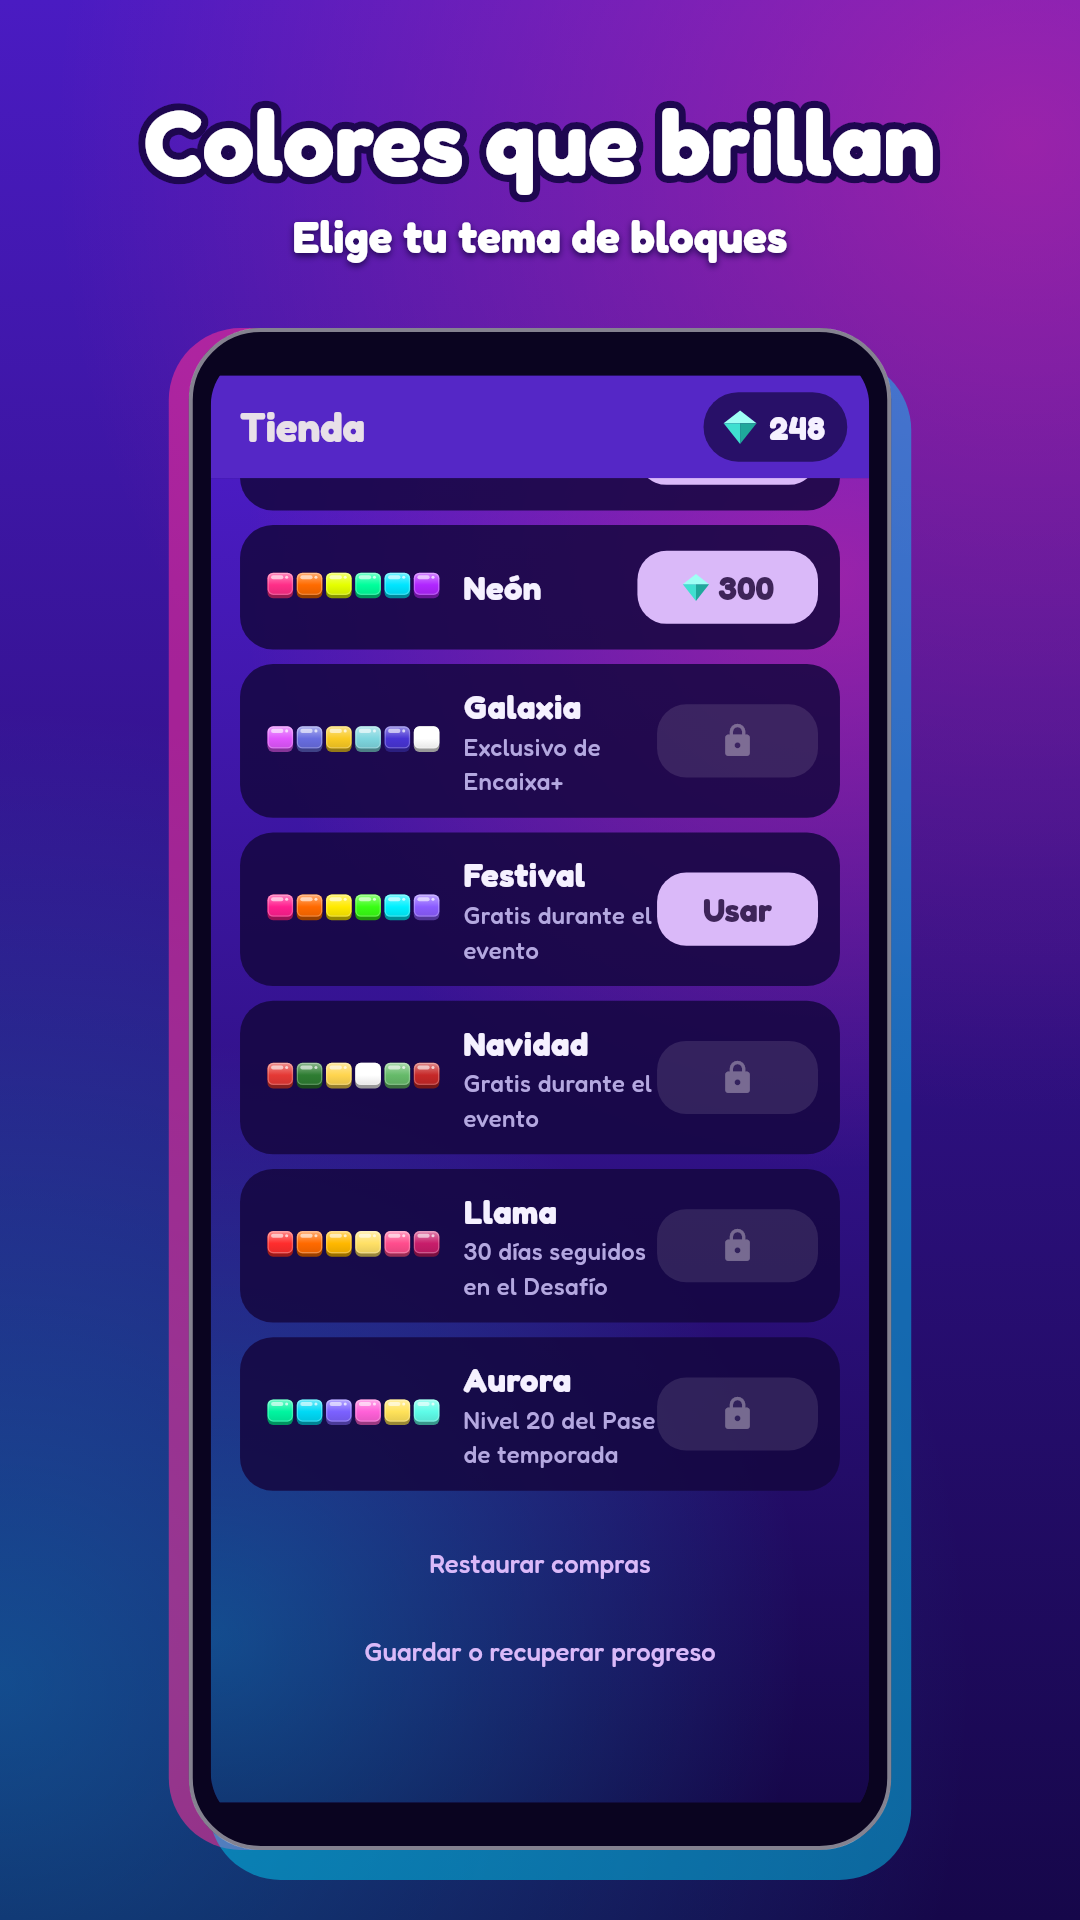 Colores que brillan
Elige tu tema de bloques
Tienda
248
Neón
300
Galaxia
Exclusivo de
Encaixa+
Festival
Gratis durante el
evento
Usar
Navidad
Gratis durante el
evento
Llama
30 días seguidos
en el Desafío
Aurora
Nivel 20 del Pase
de temporada
Restaurar compras
Guardar o recuperar progreso